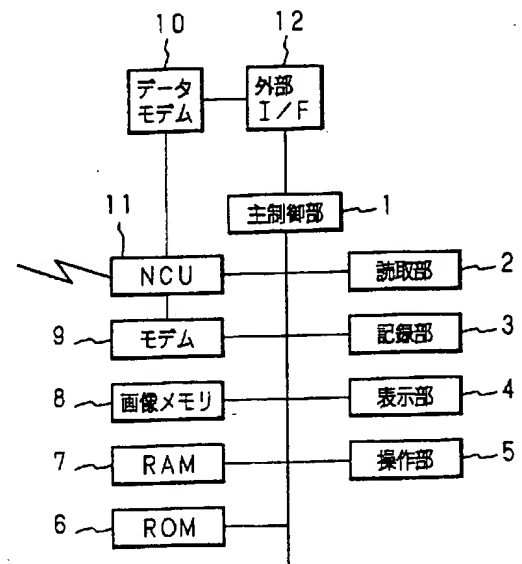 10
12
データ
モデム
外部
I/F
主制御部
1
11
NCU
読取部
2
9
モデム
記録部
3
8
画像メモリ
表示部
4
7
RAM
操作部
5
6
ROM